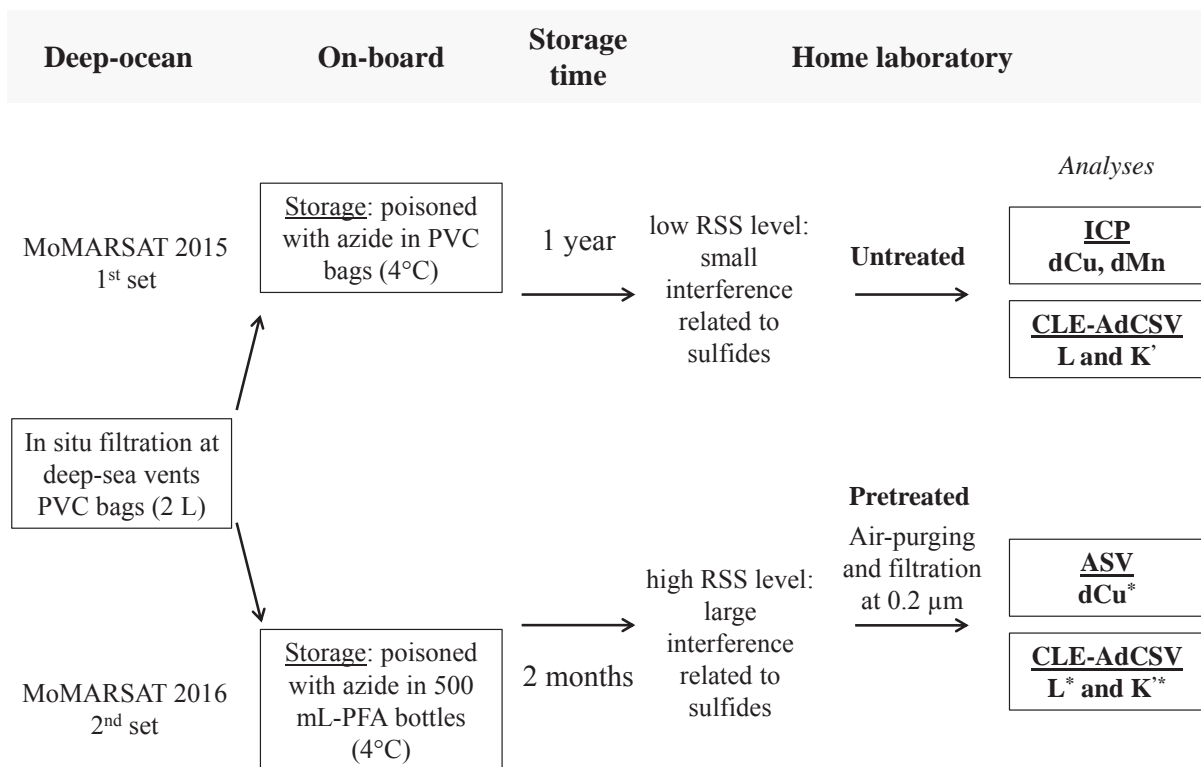 Deep-ocean
On-board
Storage
time
Home laboratory
Analyses
MoMARSAT 2015
1st set
Storage: poisoned
with azide in PVC
bags (4°C)
1 year
low RSS level:
small
interference
related to
sulfides
Untreated
ICP
dCu, dMn
CLE-AdCSV
L and K’
In situ filtration at
deep-sea vents
PVC bags (2 L)
MoMARSAT 2016
2nd set
Storage: poisoned
with azide in 500
mL-PFA bottles
(4°C)
2 months
high RSS level:
large
interference
related to
sulfides
Pretreated
Air-purging
and filtration
at 0.2 µm
ASV
dCu*
CLE-AdCSV
L* and K’*